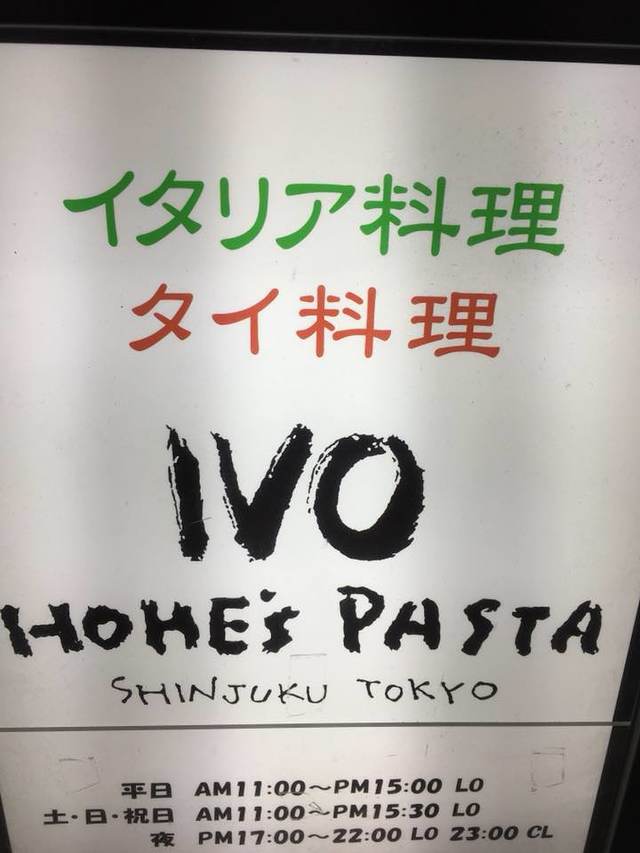 イタリア料理
タイ料理
IVO
HOME's PASTA
SHINJUKU TOKYO
平日 AM11:00〜PM15:00 LO
土・日・祝日 AM11:00〜PM15:30 LO
夜 PM17:00〜22:00 LO 23:00 CL